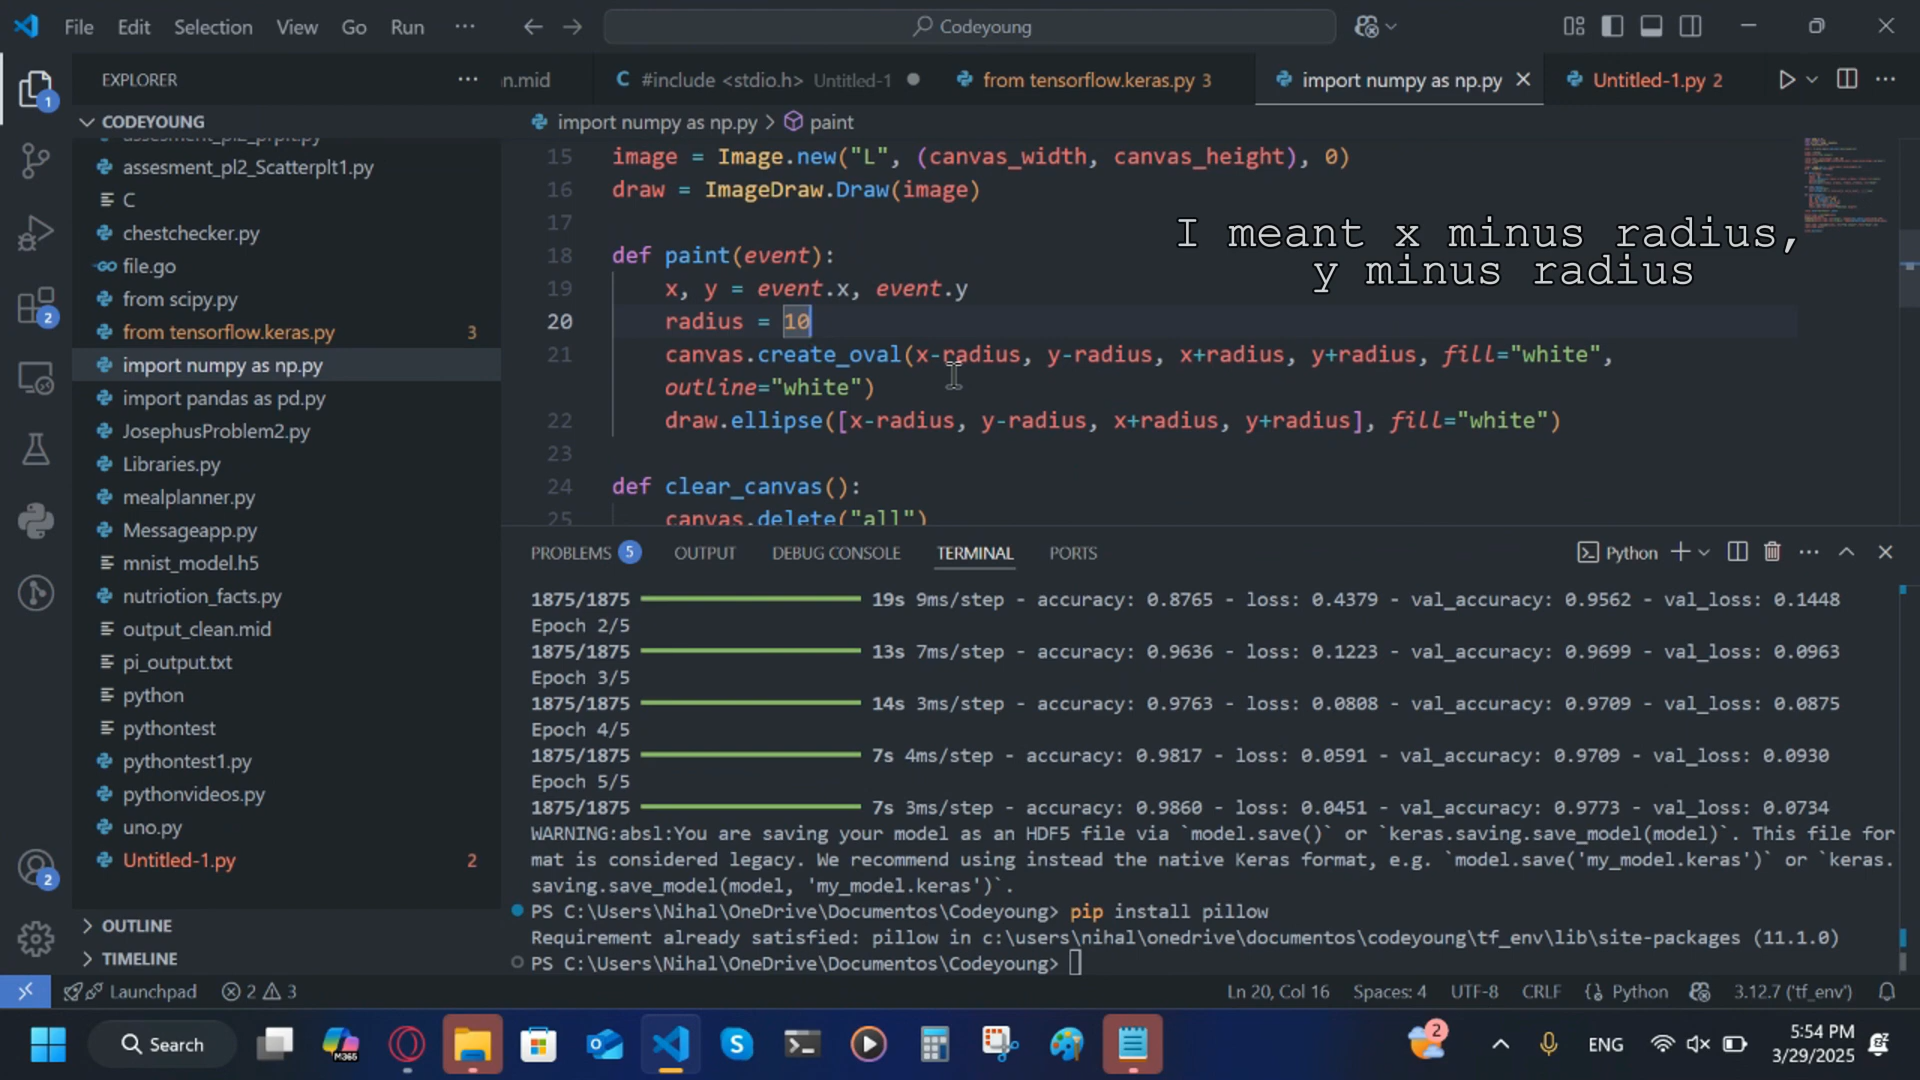 File Edit Selection View Go Run ··· Codeyoung
EXPLORER ···
n.mid
#include <stdio.h> Untitled-1
from tensorflow.keras.py 3
import numpy as np.py
Untitled-1.py 2
CODEYOUNG
import numpy as np.py > paint
assesment_pl2_Scatterplt1.py
C
chestchecker.py
file.go
from scipy.py
from tensorflow.keras.py 3
import numpy as np.py
import pandas as pd.py
JosephusProblem2.py
Libraries.py
mealplanner.py
Messageapp.py
mnist_model.h5
nutriotion_facts.py
output_clean.mid
pi_output.txt
python
pythontest
pythontest1.py
pythonvideos.py
uno.py
Untitled-1.py 2
OUTLINE
TIMELINE
1
2
2
15 image = Image.new("L", (canvas_width, canvas_height), 0)
16 draw = ImageDraw.Draw(image)
17
18 def paint(event):
19 x, y = event.x, event.y
20 radius = 10
21 canvas.create_oval(x-radius, y-radius, x+radius, y+radius, fill="white",
outline="white")
22 draw.ellipse([x-radius, y-radius, x+radius, y+radius], fill="white")
23
24 def clear_canvas():
25 canvas.delete("all")
I meant x minus radius,
y minus radius
PROBLEMS 5 OUTPUT DEBUG CONSOLE TERMINAL PORTS Python
1875/1875 19s 9ms/step - accuracy: 0.8765 - loss: 0.4379 - val_accuracy: 0.9562 - val_loss: 0.1448
Epoch 2/5
1875/1875 13s 7ms/step - accuracy: 0.9636 - loss: 0.1223 - val_accuracy: 0.9699 - val_loss: 0.0963
Epoch 3/5
1875/1875 14s 3ms/step - accuracy: 0.9763 - loss: 0.0808 - val_accuracy: 0.9709 - val_loss: 0.0875
Epoch 4/5
1875/1875 7s 4ms/step - accuracy: 0.9817 - loss: 0.0591 - val_accuracy: 0.9709 - val_loss: 0.0930
Epoch 5/5
1875/1875 7s 3ms/step - accuracy: 0.9860 - loss: 0.0451 - val_accuracy: 0.9773 - val_loss: 0.0734
WARNING:absl:You are saving your model as an HDF5 file via `model.save()` or `keras.saving.save_model(model)`. This file for
mat is considered legacy. We recommend using instead the native Keras format, e.g. `model.save('my_model.keras')` or `keras.
saving.save_model(model, 'my_model.keras')`.
PS C:\Users\Nihal\OneDrive\Documentos\Codeyoung> pip install pillow
Requirement already satisfied: pillow in c:\users\nihal\onedrive\documentos\codeyoung\tf_env\lib\site-packages (11.1.0)
PS C:\Users\Nihal\OneDrive\Documentos\Codeyoung>
Launchpad 2 3 Ln 20, Col 16 Spaces: 4 UTF-8 CRLF {} Python 3.12.7 ('tf_env')
Search M365 2 ENG 5:54 PM
3/29/2025